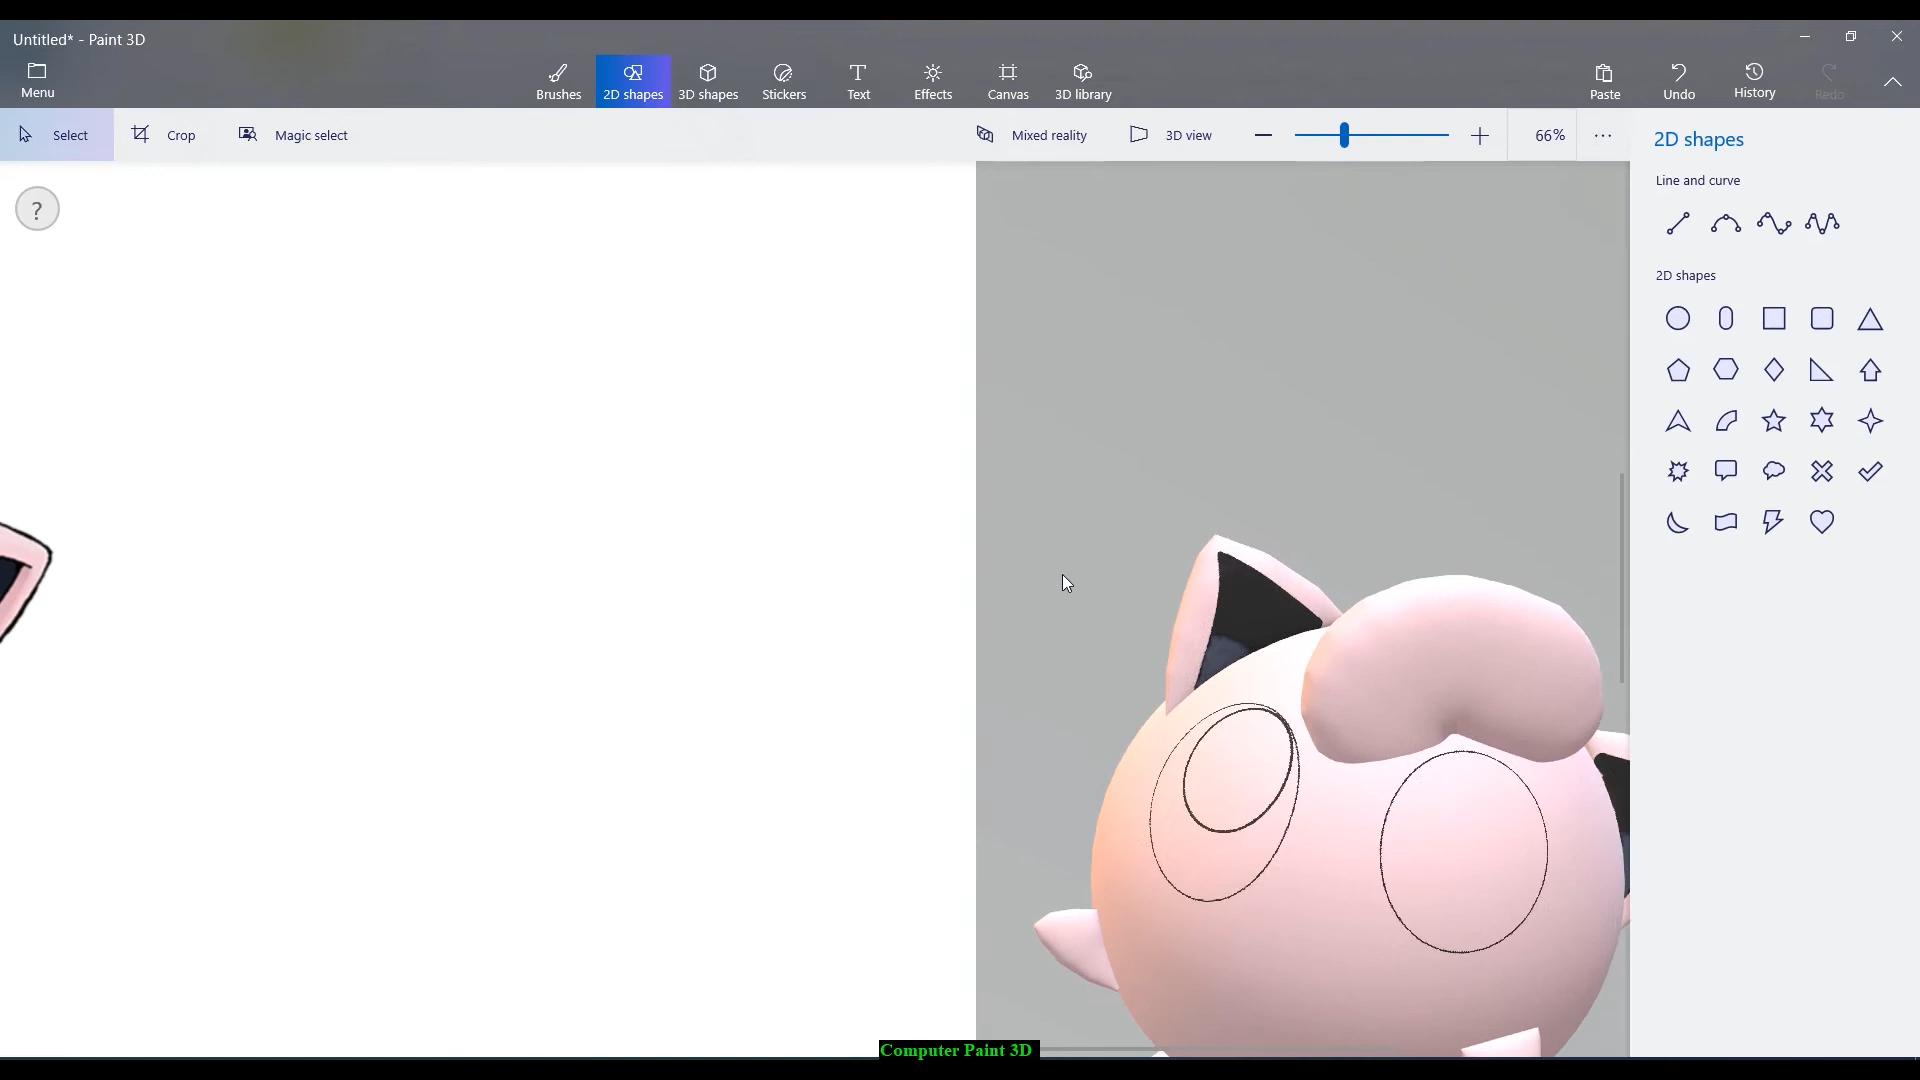 Untitled* - Paint 3D
Menu
Brushes
2D shapes
3D shapes
Stickers
Text
Effects
Canvas
3D library
Paste
Undo
History
Redo
Select
Crop
Magic select
Mixed reality
3D view
66%
2D shapes
Line and curve
2D shapes
?
Computer Paint 3D